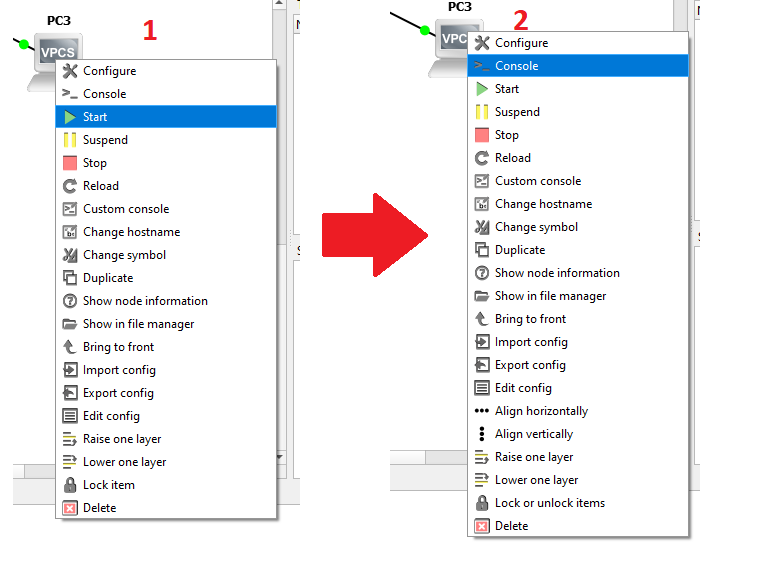 PC3
1
VPCS
Configure
Console
Start
Suspend
Stop
Reload
Custom console
Change hostname
Change symbol
Duplicate
Show node information
Show in file manager
Bring to front
Import config
Export config
Edit config
Raise one layer
Lower one layer
Lock item
Delete
PC3
2
VPCS
Configure
Console
Start
Suspend
Stop
Reload
Custom console
Change hostname
Change symbol
Duplicate
Show node information
Show in file manager
Bring to front
Import config
Export config
Edit config
Align horizontally
Align vertically
Raise one layer
Lower one layer
Lock or unlock items
Delete